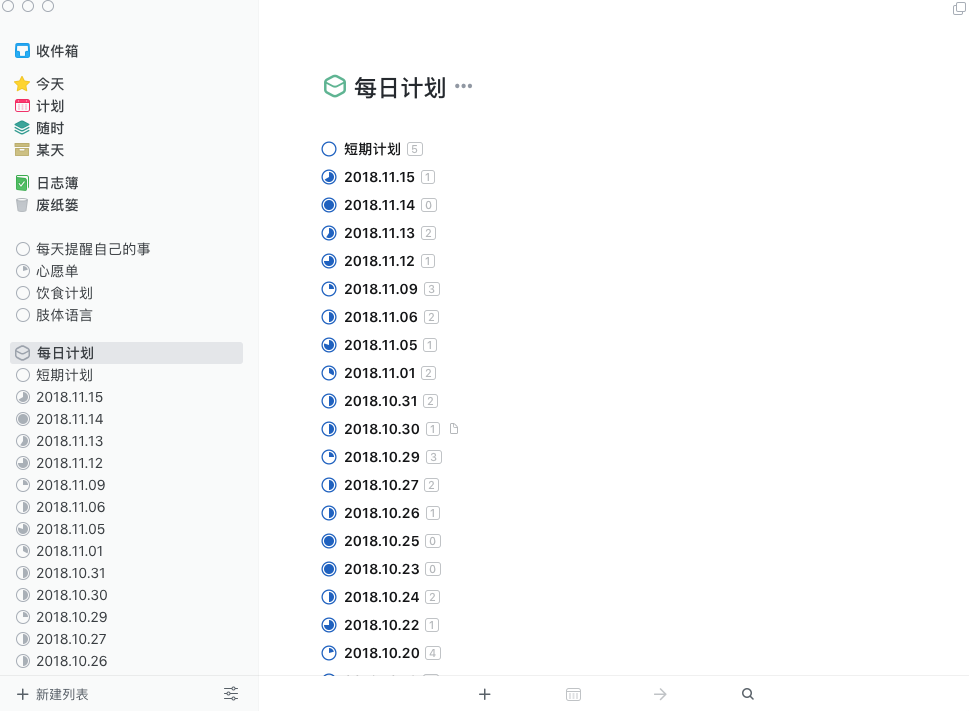 收件箱
今天
计划
随时
某天
日志簿
废纸篓
每天提醒自己的事
心愿单
饮食计划
肢体语言
每日计划
短期计划
2018.11.15
2018.11.14
2018.11.13
2018.11.12
2018.11.09
2018.11.06
2018.11.05
2018.11.01
2018.10.31
2018.10.30
2018.10.29
2018.10.27
2018.10.26
新建列表
每日计划 •••
短期计划 5
2018.11.15 1
2018.11.14 0
2018.11.13 2
2018.11.12 1
2018.11.09 3
2018.11.06 2
2018.11.05 1
2018.11.01 2
2018.10.31 2
2018.10.30 1
2018.10.29 3
2018.10.27 2
2018.10.26 1
2018.10.25 0
2018.10.23 0
2018.10.24 2
2018.10.22 1
2018.10.20 4